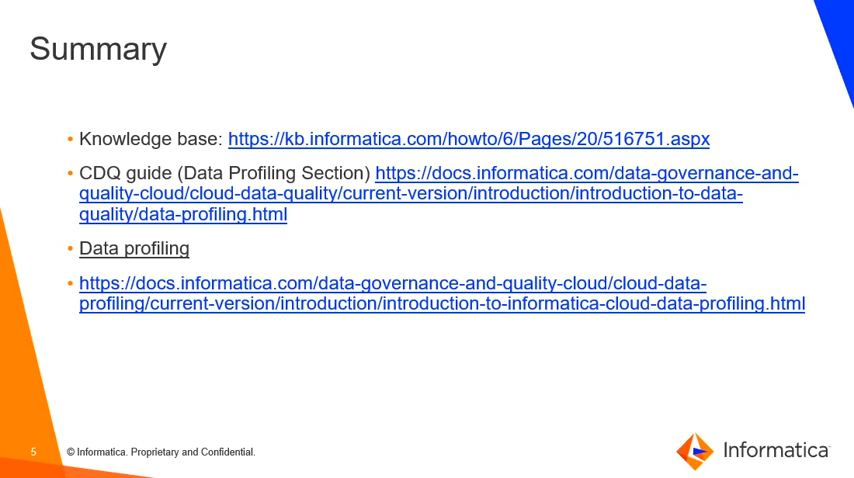 Summary
• Knowledge base: https://kb.informatica.com/howto/6/Pages/20/516751.aspx
• CDQ guide (Data Profiling Section) https://docs.informatica.com/data-governance-and-
quality-cloud/cloud-data-quality/current-version/introduction/introduction-to-data-
quality/data-profiling.html
• Data profiling
• https://docs.informatica.com/data-governance-and-quality-cloud/cloud-data-
profiling/current-version/introduction/introduction-to-informatica-cloud-data-profiling.html
5 © Informatica. Proprietary and Confidential.
Informatica